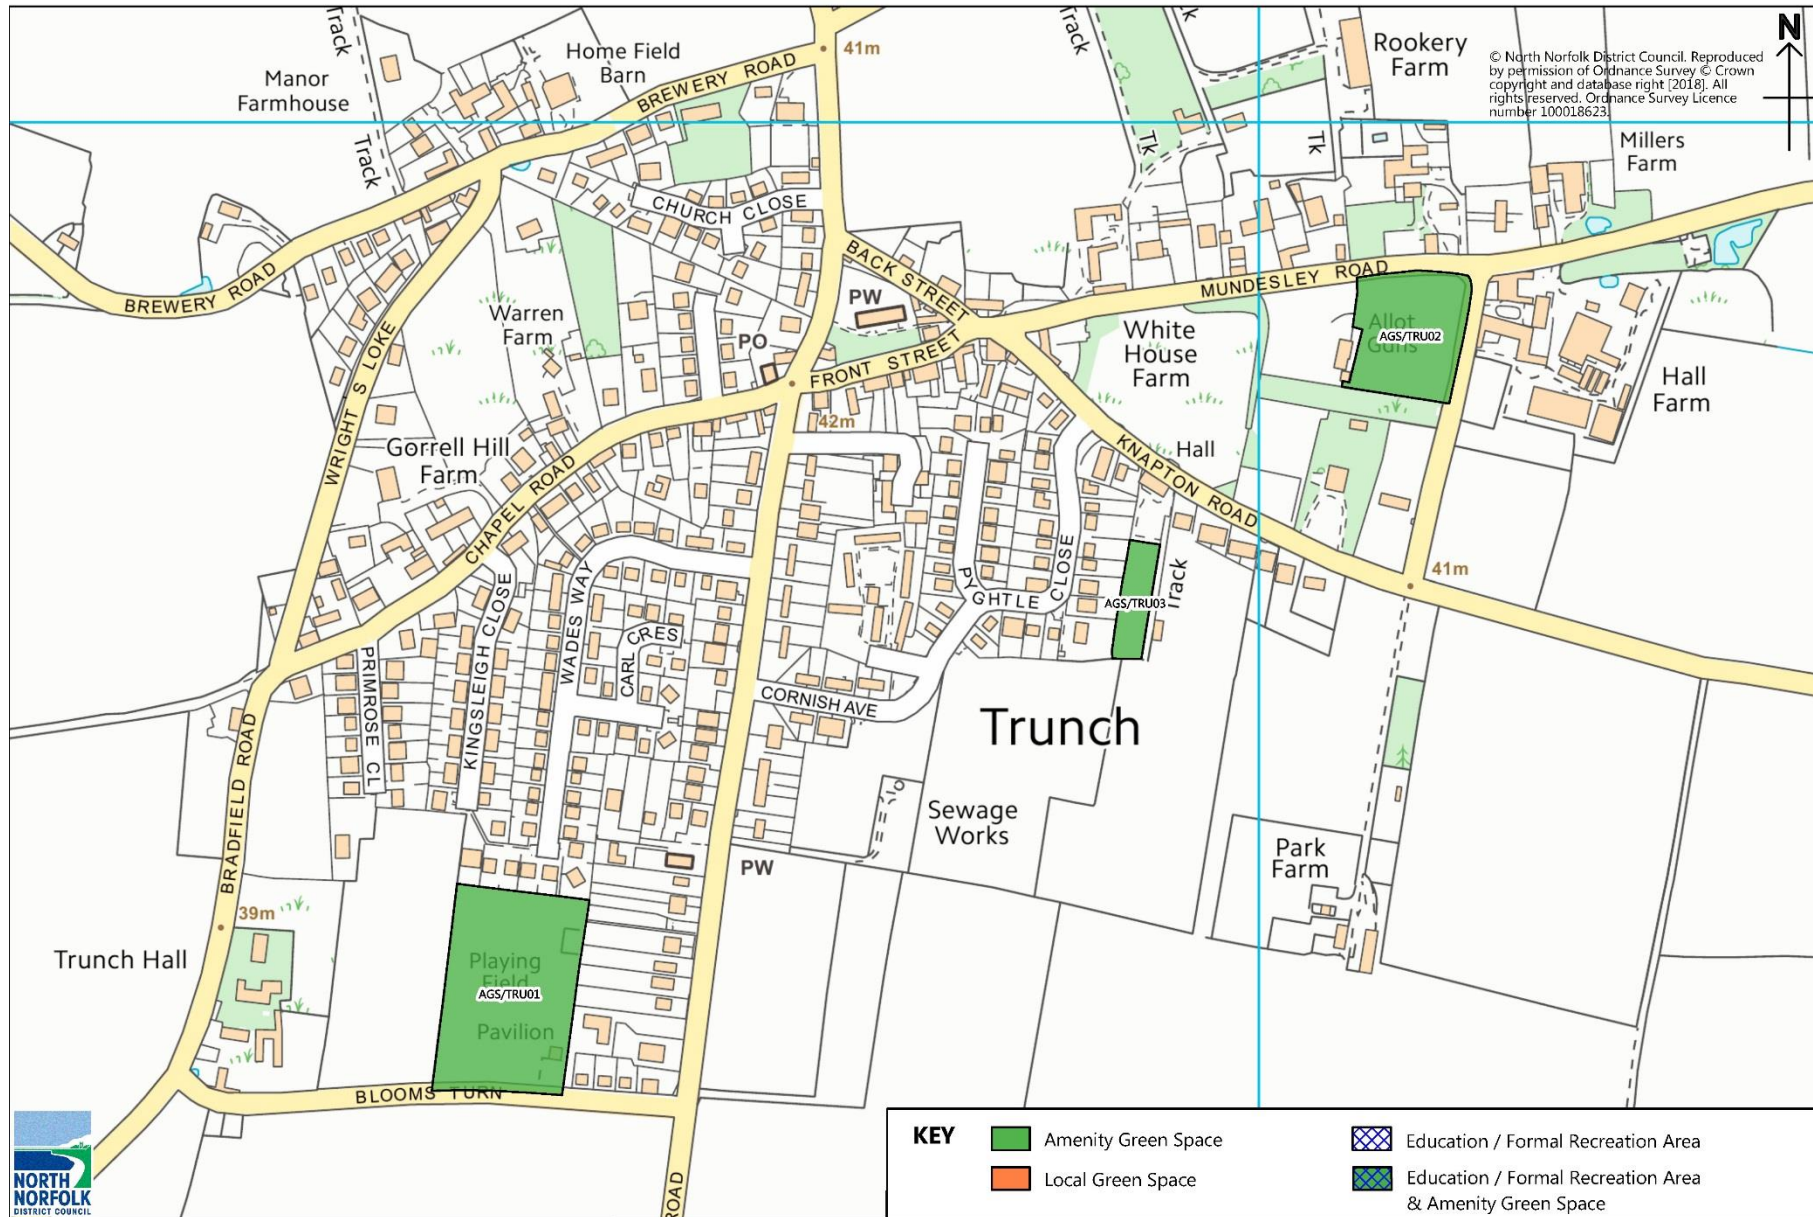 Track
Home Field
Barn
41m
Track
Rookery
Farm
© North Norfolk District Council. Reproduced
by permission of Ordnance Survey © Crown
copyright and database right [2018]. All
rights reserved. Ordnance Survey Licence
number 100018623.
N
Manor
Farmhouse
BREWERY ROAD
Track
Tk
Tk
Millers
Farm
CHURCH CLOSE
BACK STREET
MUNDESLEY ROAD
BREWERY ROAD
Warren
Farm
PW
PO
FRONT STREET
White
House
Farm
Allot
Gdns
AGS/TRU02
Hall
Farm
WRIGHT'S LOKE
42m
Gorrell Hill
Farm
CHAPEL ROAD
Hall
KNAPTON ROAD
41m
KINGSLEIGH CLOSE
WADES WAY
PYGHTLE CLOSE
AGS/TRU03
Track
PRIMROSE CL
CARL CRES
CORNISH AVE
Trunch
BRADFIELD ROAD
Sewage
Works
PW
Park
Farm
39m
Trunch Hall
Playing
Field
AGS/TRU01
Pavilion
BLOOMS TURN
ROAD
NORTH
NORFOLK
DISTRICT COUNCIL
KEY
Amenity Green Space
Local Green Space
Education / Formal Recreation Area
Education / Formal Recreation Area
& Amenity Green Space